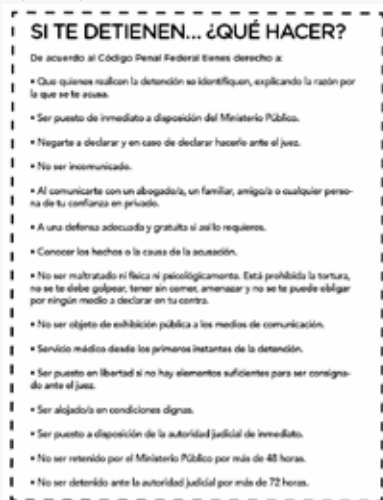 SI TE DETIENEN... ¿QUÉ HACER?
De acuerdo al Código Penal Federal tienes derecho a:
• Que quienes realicen la detención se identifiquen, explicando la razón por
la que se te acusa.
• Ser puesto de inmediato a disposición del Ministerio Público.
• Negarte a declarar y en caso de declarar hacerlo ante el juez.
• No ser incomunicado.
• Al comunicarte con un abogado/a, un familiar, amigo/a o cualquier perso-
na de tu confianza en privado.
• A una defensa adecuada y gratuita si así lo requieres.
• Conocer los hechos o la causa de la acusación.
• No ser maltratado ni física ni psicológicamente. Está prohibida la tortura,
no se te debe golpear, tener sin comer, amenazar y no se te puede obligar
por ningún medio a declarar en tu contra.
• No ser objeto de exhibición pública a los medios de comunicación.
• Servicio médico desde los primeros instantes de la detención.
• Ser puesto en libertad si no hay elementos suficientes para ser consigna-
do ante el juez.
• Ser alojado/a en condiciones dignas.
• Ser puesto a disposición de la autoridad judicial de inmediato.
• No ser retenido por el Ministerio Público por más de 48 horas.
• No ser detenido ante la autoridad judicial por más de 72 horas.